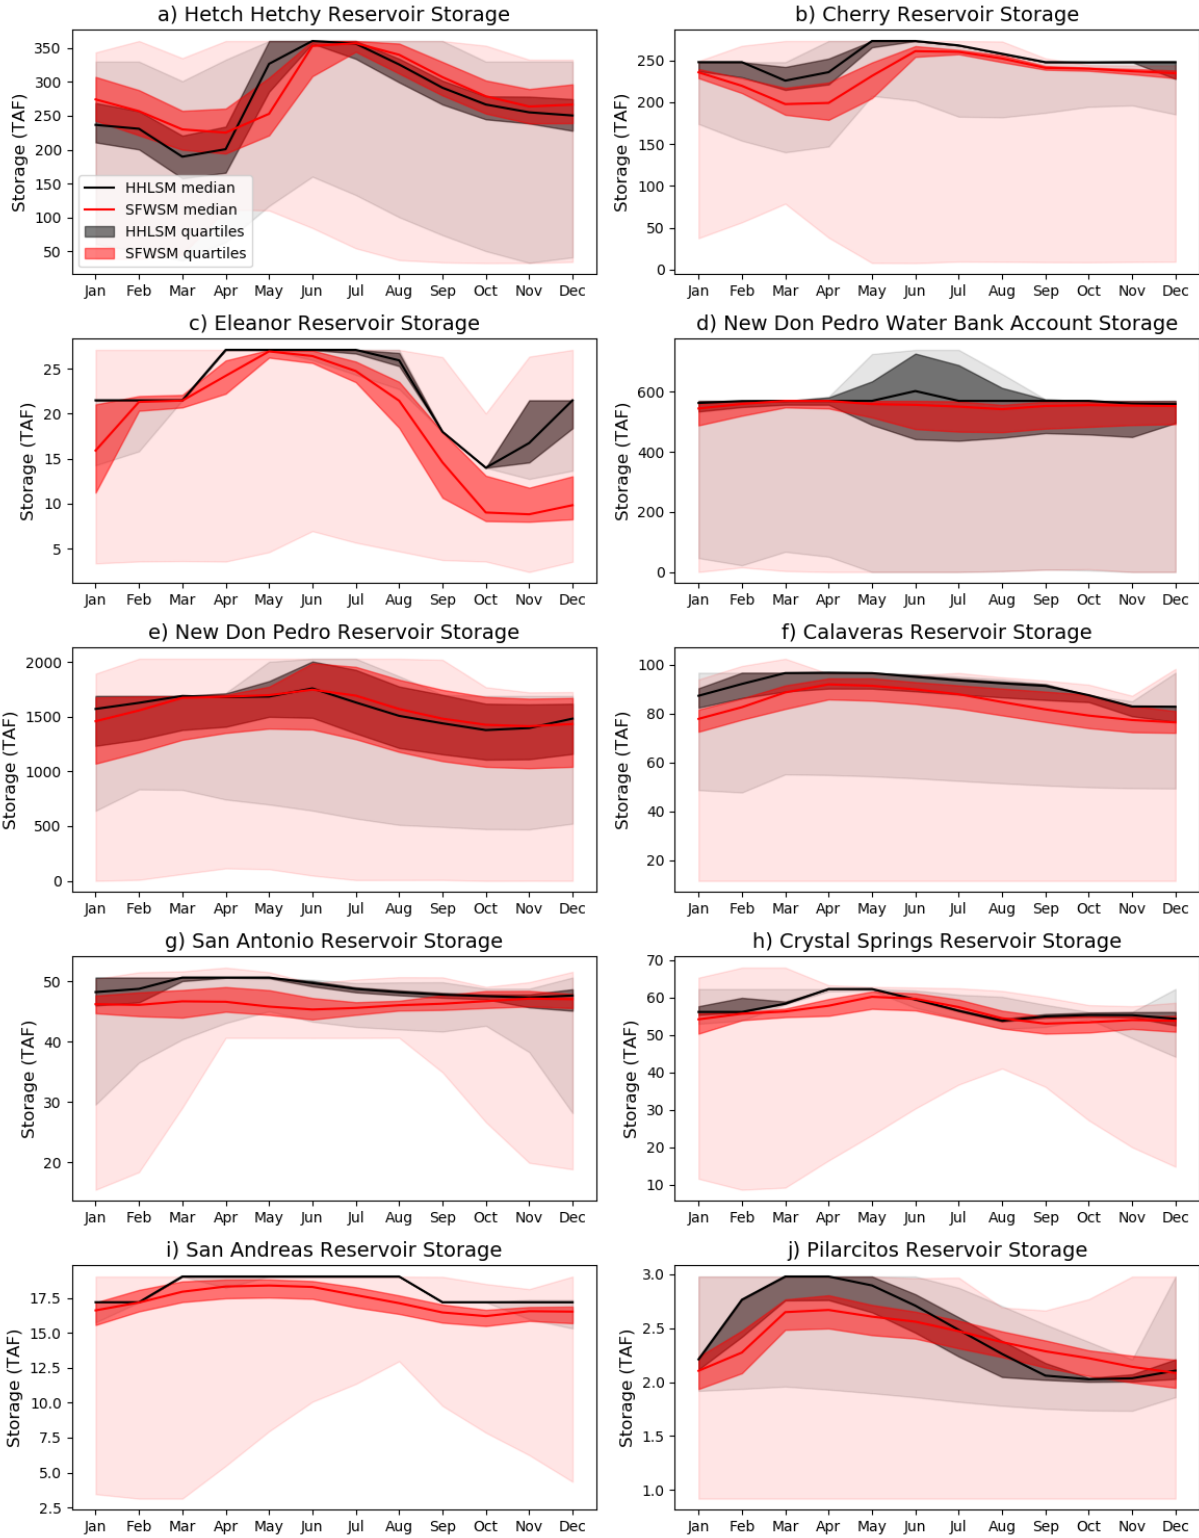 a) Hetch Hetchy Reservoir Storage
Storage (TAF)
350
300
250
200
150
100
50
HHLSM median
SFWSM median
HHLSM quartiles
SFWSM quartiles
Jan Feb Mar Apr May Jun Jul Aug Sep Oct Nov Dec
b) Cherry Reservoir Storage
Storage (TAF)
250
200
150
100
50
0
Jan Feb Mar Apr May Jun Jul Aug Sep Oct Nov Dec
c) Eleanor Reservoir Storage
Storage (TAF)
25
20
15
10
5
Jan Feb Mar Apr May Jun Jul Aug Sep Oct Nov Dec
d) New Don Pedro Water Bank Account Storage
Storage (TAF)
600
400
200
0
Jan Feb Mar Apr May Jun Jul Aug Sep Oct Nov Dec
e) New Don Pedro Reservoir Storage
Storage (TAF)
2000
1500
1000
500
0
Jan Feb Mar Apr May Jun Jul Aug Sep Oct Nov Dec
f) Calaveras Reservoir Storage
Storage (TAF)
100
80
60
40
20
Jan Feb Mar Apr May Jun Jul Aug Sep Oct Nov Dec
g) San Antonio Reservoir Storage
Storage (TAF)
50
40
30
20
Jan Feb Mar Apr May Jun Jul Aug Sep Oct Nov Dec
h) Crystal Springs Reservoir Storage
Storage (TAF)
70
60
50
40
30
20
10
Jan Feb Mar Apr May Jun Jul Aug Sep Oct Nov Dec
i) San Andreas Reservoir Storage
Storage (TAF)
17.5
15.0
12.5
10.0
7.5
5.0
2.5
Jan Feb Mar Apr May Jun Jul Aug Sep Oct Nov Dec
j) Pilarcitos Reservoir Storage
Storage (TAF)
3.0
2.5
2.0
1.5
1.0
Jan Feb Mar Apr May Jun Jul Aug Sep Oct Nov Dec